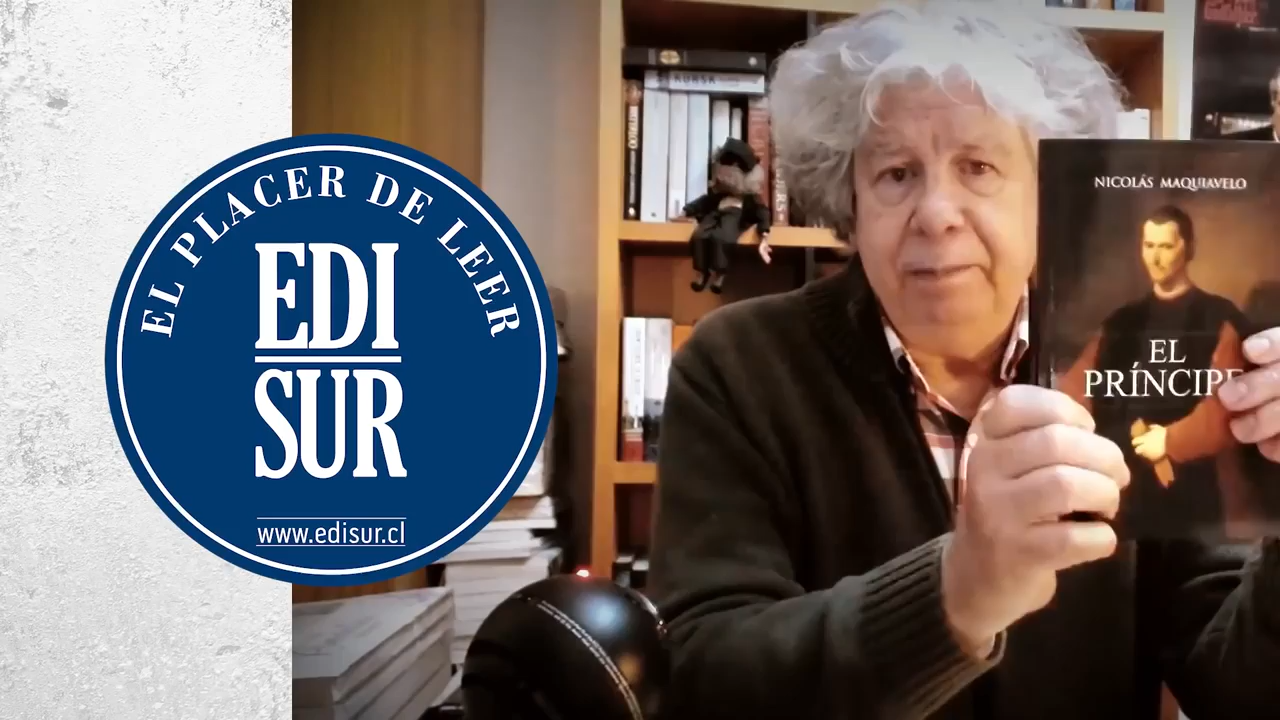 EL PLACER DE LEER
EDI
SUR
www.edisur.cl
KURSK
NICOLÁS MAQUIAVELO
EL
PRÍNCIPE